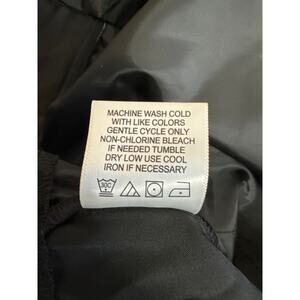 MACHINE WASH COLD
WITH LIKE COLORS
GENTLE CYCLE ONLY
NON-CHLORINE BLEACH
IF NEEDED TUMBLE
DRY LOW USE COOL
IRON IF NECESSARY
30C